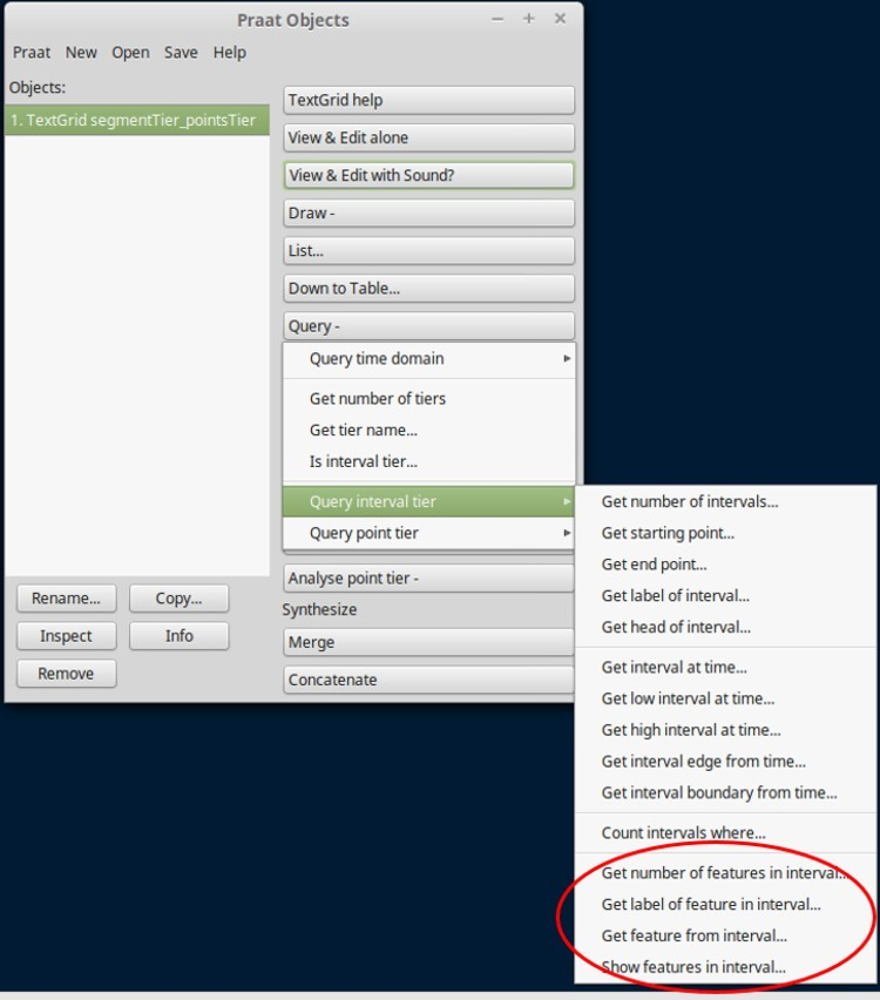 Praat Objects
Praat New Open Save Help
Objects:
1. TextGrid segmentTier_pointsTier
TextGrid help
View & Edit alone
View & Edit with Sound?
Draw -
List...
Down to Table...
Query -
Query time domain
Get number of tiers
Get tier name...
Is interval tier...
Query interval tier
Query point tier
Get number of intervals...
Get starting point...
Get end point...
Get label of interval...
Get head of interval...
Get interval at time...
Get low interval at time...
Get high interval at time...
Get interval edge from time...
Get interval boundary from time...
Count intervals where...
Get number of features in interval...
Get label of feature in interval...
Get feature from interval...
Show features in interval...
Analyse point tier -
Synthesize
Merge
Concatenate
Rename... Copy...
Inspect Info
Remove